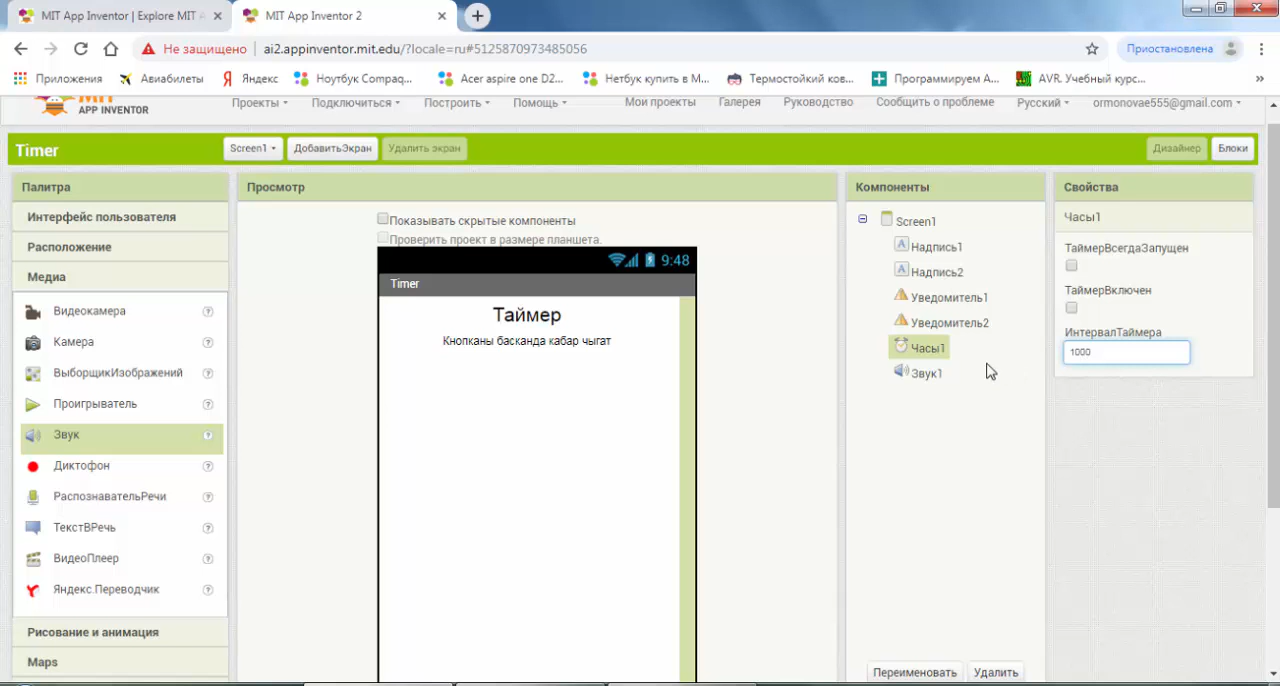 MIT App Inventor | Explore MIT A
MIT App Inventor 2
Не защищено
ai2.appinventor.mit.edu/?locale=ru#5125870973485056
Приостановлена
Приложения
Авиабилеты
Яндекс
Ноутбук Compaq...
Acer aspire one D2...
Нетбук купить в М...
Термостойкий ков...
Программируем А...
AVR. Учебный курс...
»
MIT
APP INVENTOR
Проекты
Подключиться
Построить
Помощь
Мои проекты
Галерея
Руководство
Сообщить о проблеме
Русский
ormonovae555@gmail.com
Timer
Screen1
ДобавитьЭкран
Удалить экран
Дизайнер
Блоки
Палитра
Интерфейс пользователя
Расположение
Медиа
Видеокамера ?
Камера ?
ВыборщикИзображений ?
Проигрыватель ?
Звук ?
Диктофон ?
РаспознавательРечи ?
ТекстВРечь ?
ВидеоПлеер ?
Яндекс.Переводчик ?
Рисование и анимация
Maps
Просмотр
Показывать скрытые компоненты
Проверить проект в размере планшета.
9:48
Timer
Таймер
Кнопканы басканда кабар чыгат
Компоненты
Screen1
Надпись1
Надпись2
Уведомитель1
Уведомитель2
Часы1
Звук1
Переименовать
Удалить
Свойства
Часы1
ТаймерВсегдаЗапущен
ТаймерВключен
ИнтервалТаймера
1000